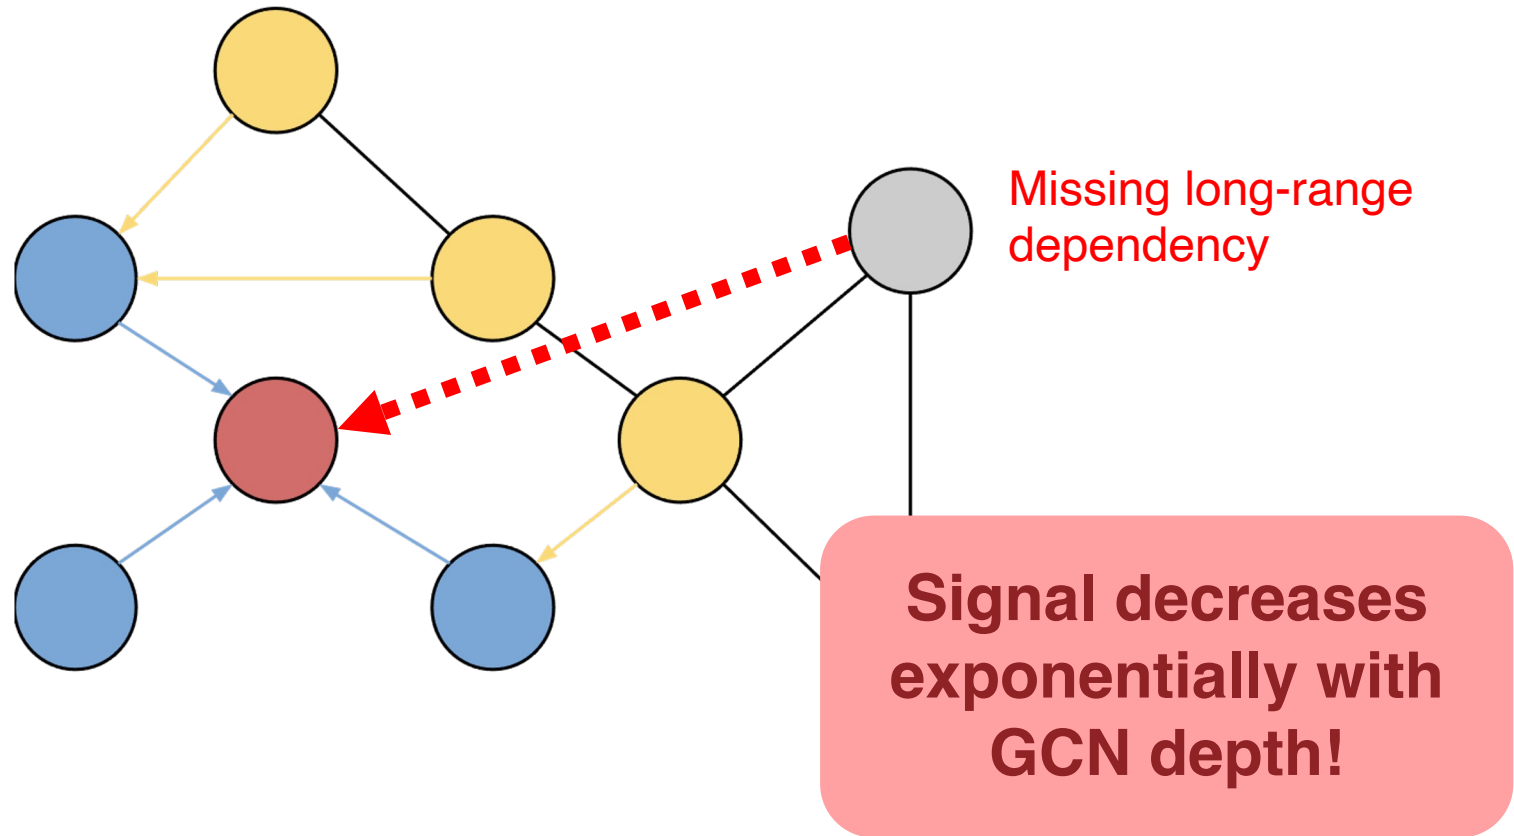 Missing long-range
dependency
Signal decreases
exponentially with
GCN depth!